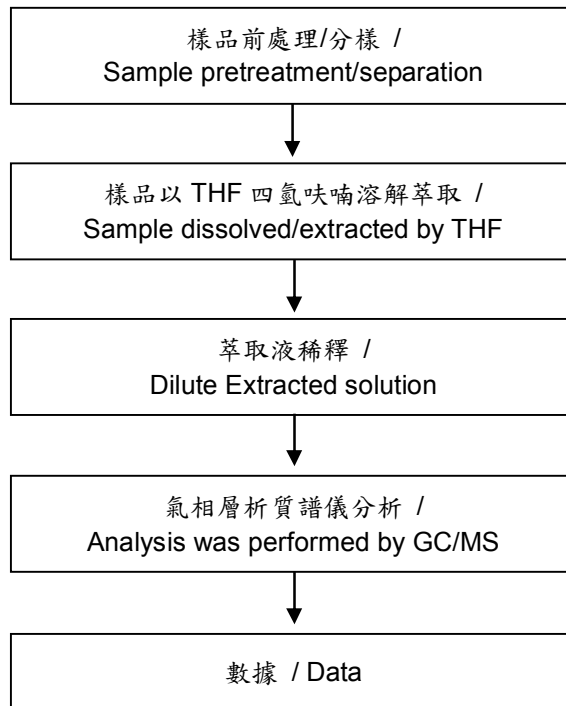 樣品前處理/分樣 /
Sample pretreatment/separation
樣品以 THF 四氫呋喃溶解萃取 /
Sample dissolved/extracted by THF
萃取液稀釋 /
Dilute Extracted solution
氣相層析質譜儀分析 /
Analysis was performed by GC/MS
數據 / Data